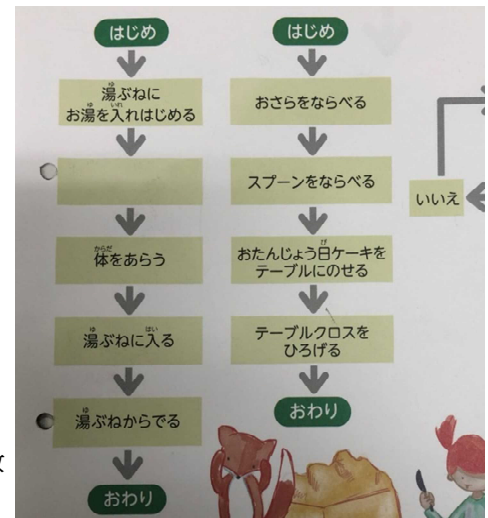 はじめ
湯ぶねに
お湯を入れはじめる
体をあらう
湯ぶねに入る
湯ぶねからでる
おわり
はじめ
おさらをならべる
スプーンをならべる
おたんじょう日ケーキを
テーブルにのせる
テーブルクロスを
ひろげる
おわり
いいえ